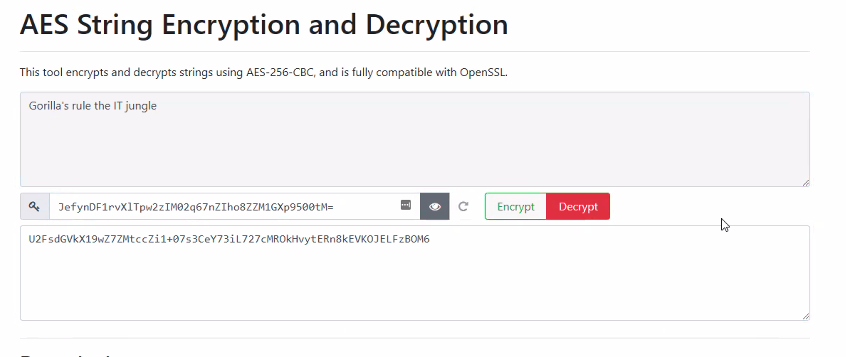 AES String Encryption and Decryption
This tool encrypts and decrypts strings using AES-256-CBC, and is fully compatible with OpenSSL.
Gorilla's rule the IT jungle
JefynDF1rvXlTpw2zIM02q67nZIho8ZZM1GXp9500tM=
Encrypt
Decrypt
U2FsdGVkX19wZ7ZMtccZi1+07s3CeY73iL727cMROkHvytERn8kEVKOJELFzBOM6